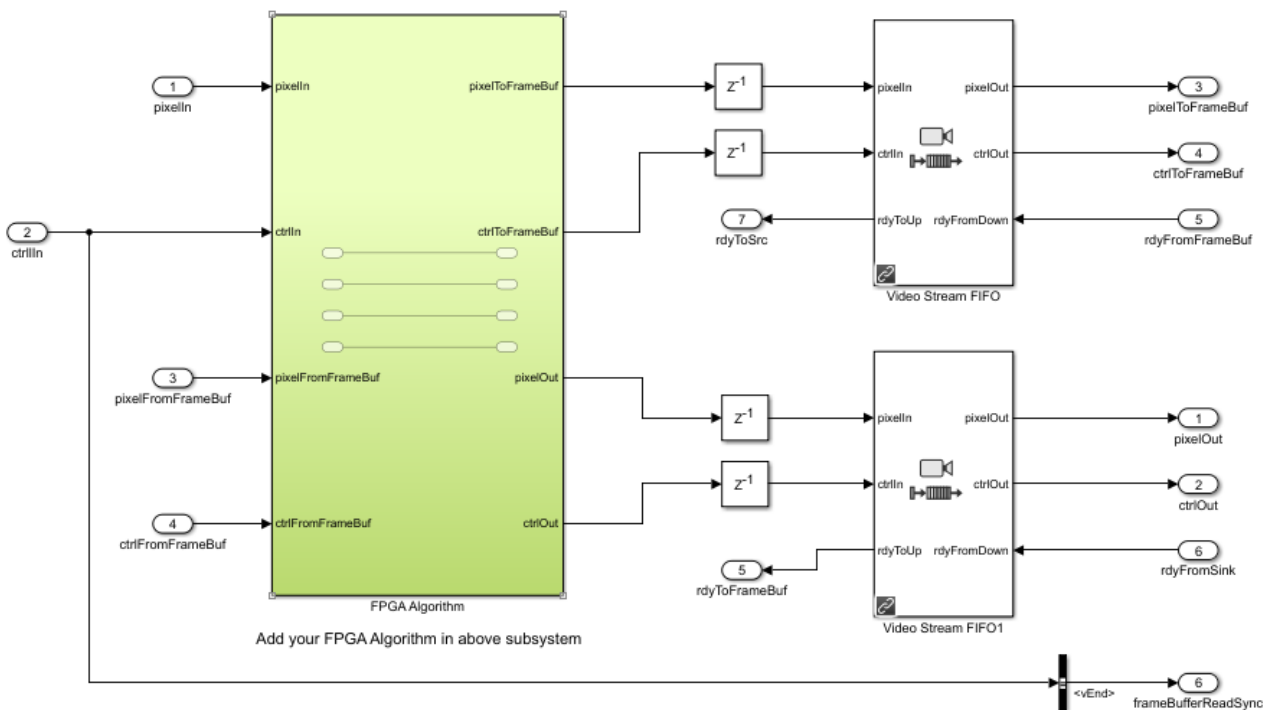 1
pixelIn
2
ctrlIIn
3
pixelFromFrameBuf
4
ctrlFromFrameBuf
pixelIn
pixelToFrameBuf
ctrlIn
ctrlToFrameBuf
pixelFromFrameBuf
pixelOut
ctrlFromFrameBuf
ctrlOut
FPGA Algorithm
Add your FPGA Algorithm in above subsystem
z-1
z-1
7
rdyToSrc
pixelIn
pixelOut
ctrlIn
ctrlOut
rdyToUp
rdyFromDown
Video Stream FIFO
3
pixelToFrameBuf
4
ctrlToFrameBuf
5
rdyFromFrameBuf
z-1
z-1
5
rdyToFrameBuf
pixelIn
pixelOut
ctrlIn
ctrlOut
rdyToUp
rdyFromDown
Video Stream FIFO1
1
pixelOut
2
ctrlOut
6
rdyFromSink
<vEnd>
6
frameBufferReadSync